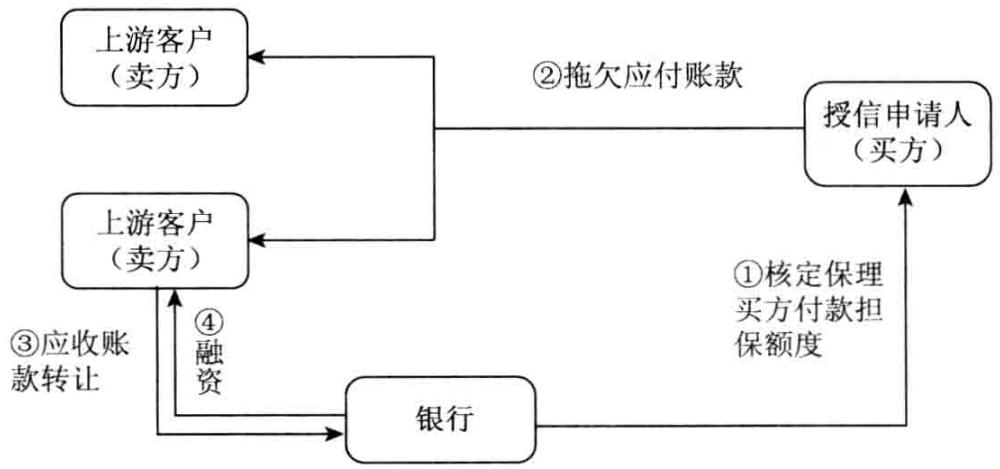 上游客户
（卖方）
②拖欠应付账款
授信申请人
（买方）
上游客户
（卖方）
①核定保理
买方付款担
保额度
③应收账
款转让
④
融
资
银行